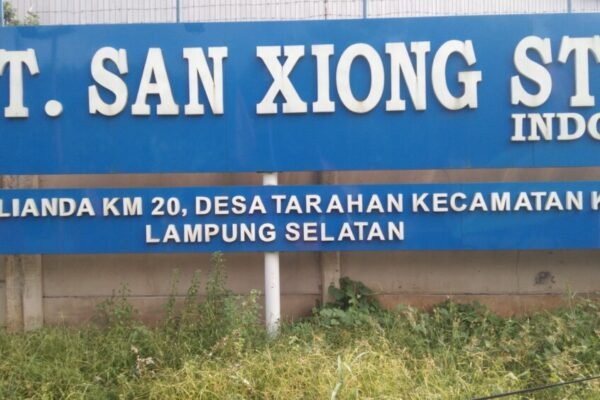 T. SAN XIONG ST
INDO
LIANDA KM 20, DESA TARAHAN KECAMATAN K
LAMPUNG SELATAN